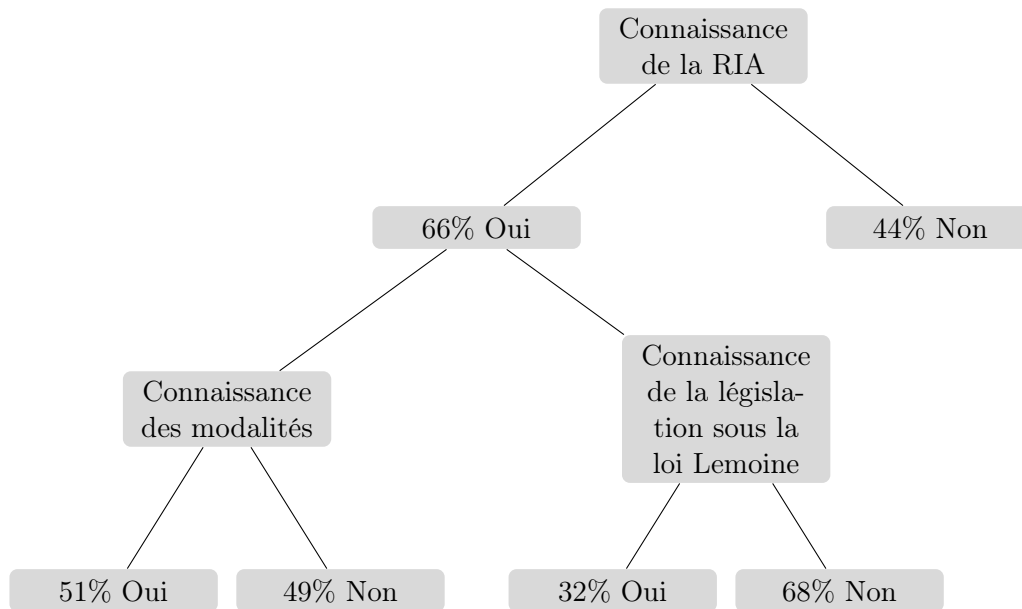 Connaissance
de la RIA
66% Oui
44% Non
Connaissance
des modalités
Connaissance
de la législa-
tion sous la
loi Lemoine
51% Oui
49% Non
32% Oui
68% Non